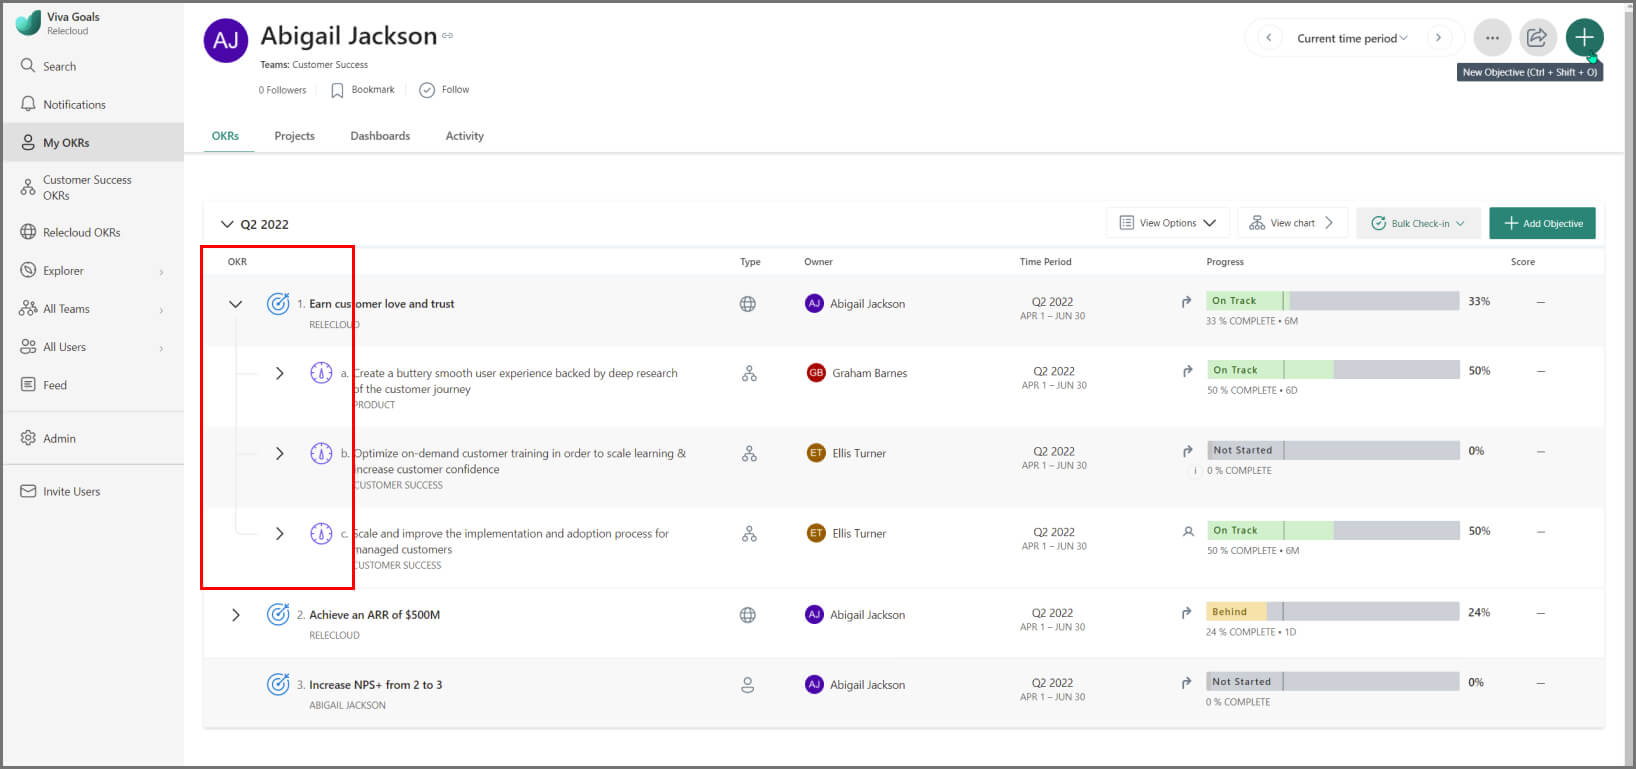 Viva Goals
Relecloud
Search
Notifications
My OKRs
Customer Success
OKRs
Relecloud OKRs
Explorer
All Teams
All Users
Feed
Admin
Invite Users
AJ Abigail Jackson
Teams: Customer Success
0 Followers Bookmark Follow
Current time period
New Objective (Ctrl + Shift + O)
OKRs Projects Dashboards Activity
Q2 2022
View Options View chart Bulk Check-in Add Objective
OKR Type Owner Time Period Progress Score
1. Earn customer love and trust
RELECLOUD
AJ Abigail Jackson
Q2 2022
APR 1 – JUN 30
On Track 33% —
33 % COMPLETE • 6M
a. Create a buttery smooth user experience backed by deep research
of the customer journey
PRODUCT
GB Graham Barnes
Q2 2022
APR 1 – JUN 30
On Track 50% —
50 % COMPLETE • 6D
b. Optimize on-demand customer training in order to scale learning &
increase customer confidence
CUSTOMER SUCCESS
ET Ellis Turner
Q2 2022
APR 1 – JUN 30
Not Started 0% —
i 0 % COMPLETE
c. Scale and improve the implementation and adoption process for
managed customers
CUSTOMER SUCCESS
ET Ellis Turner
Q2 2022
APR 1 – JUN 30
On Track 50% —
50 % COMPLETE • 6M
2. Achieve an ARR of $500M
RELECLOUD
AJ Abigail Jackson
Q2 2022
APR 1 – JUN 30
Behind 24% —
24 % COMPLETE • 1D
3. Increase NPS+ from 2 to 3
ABIGAIL JACKSON
AJ Abigail Jackson
Q2 2022
APR 1 – JUN 30
Not Started 0% —
0 % COMPLETE